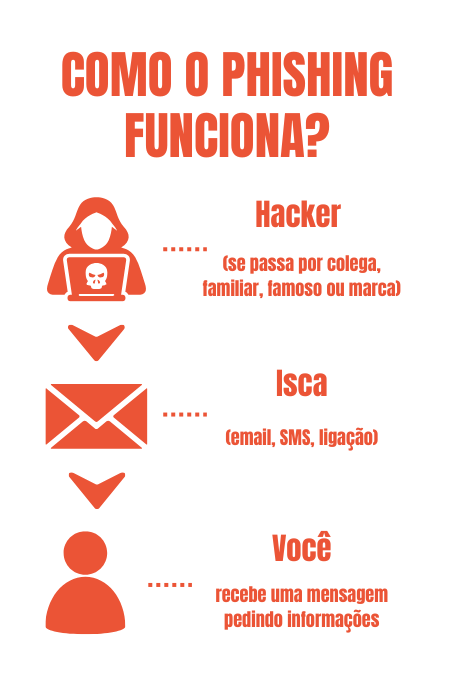 COMO O PHISHING
FUNCIONA?
Hacker
(se passa por colega,
familiar, famoso ou marca)
Isca
(email, SMS, ligação)
Você
recebe uma mensagem
pedindo informações